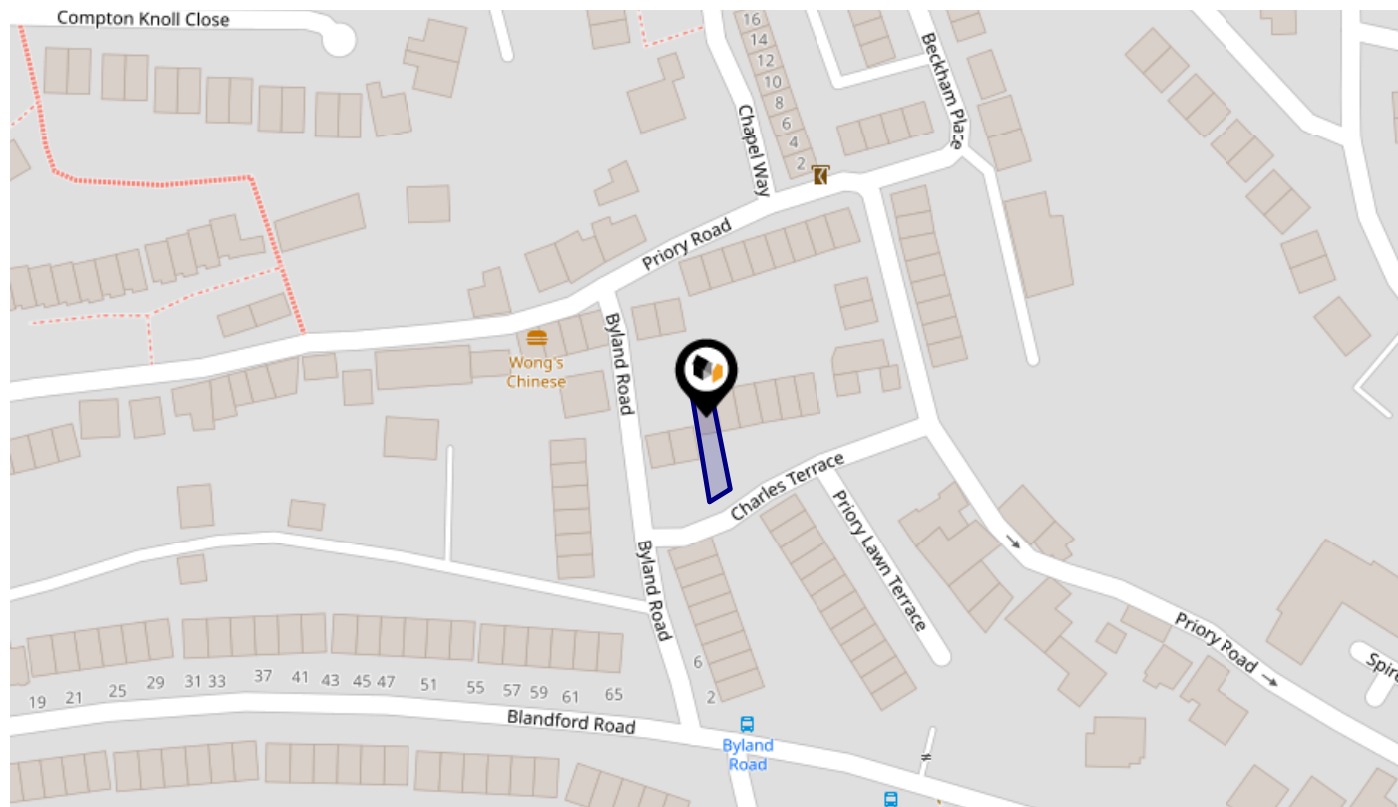 Compton Knoll Close
16
14
12
10
8
6
4
2
Beckham Place
Chapel Way
Priory Road
Wong's
Chinese
Byland Road
Charles Terrace
Priory Lawn Terrace
Byland Road
Priory Road
Spire
6
2
19
21
25
29
31 33
37
41
43
45 47
51
55
57
59
61
65
Blandford Road
Byland
Road